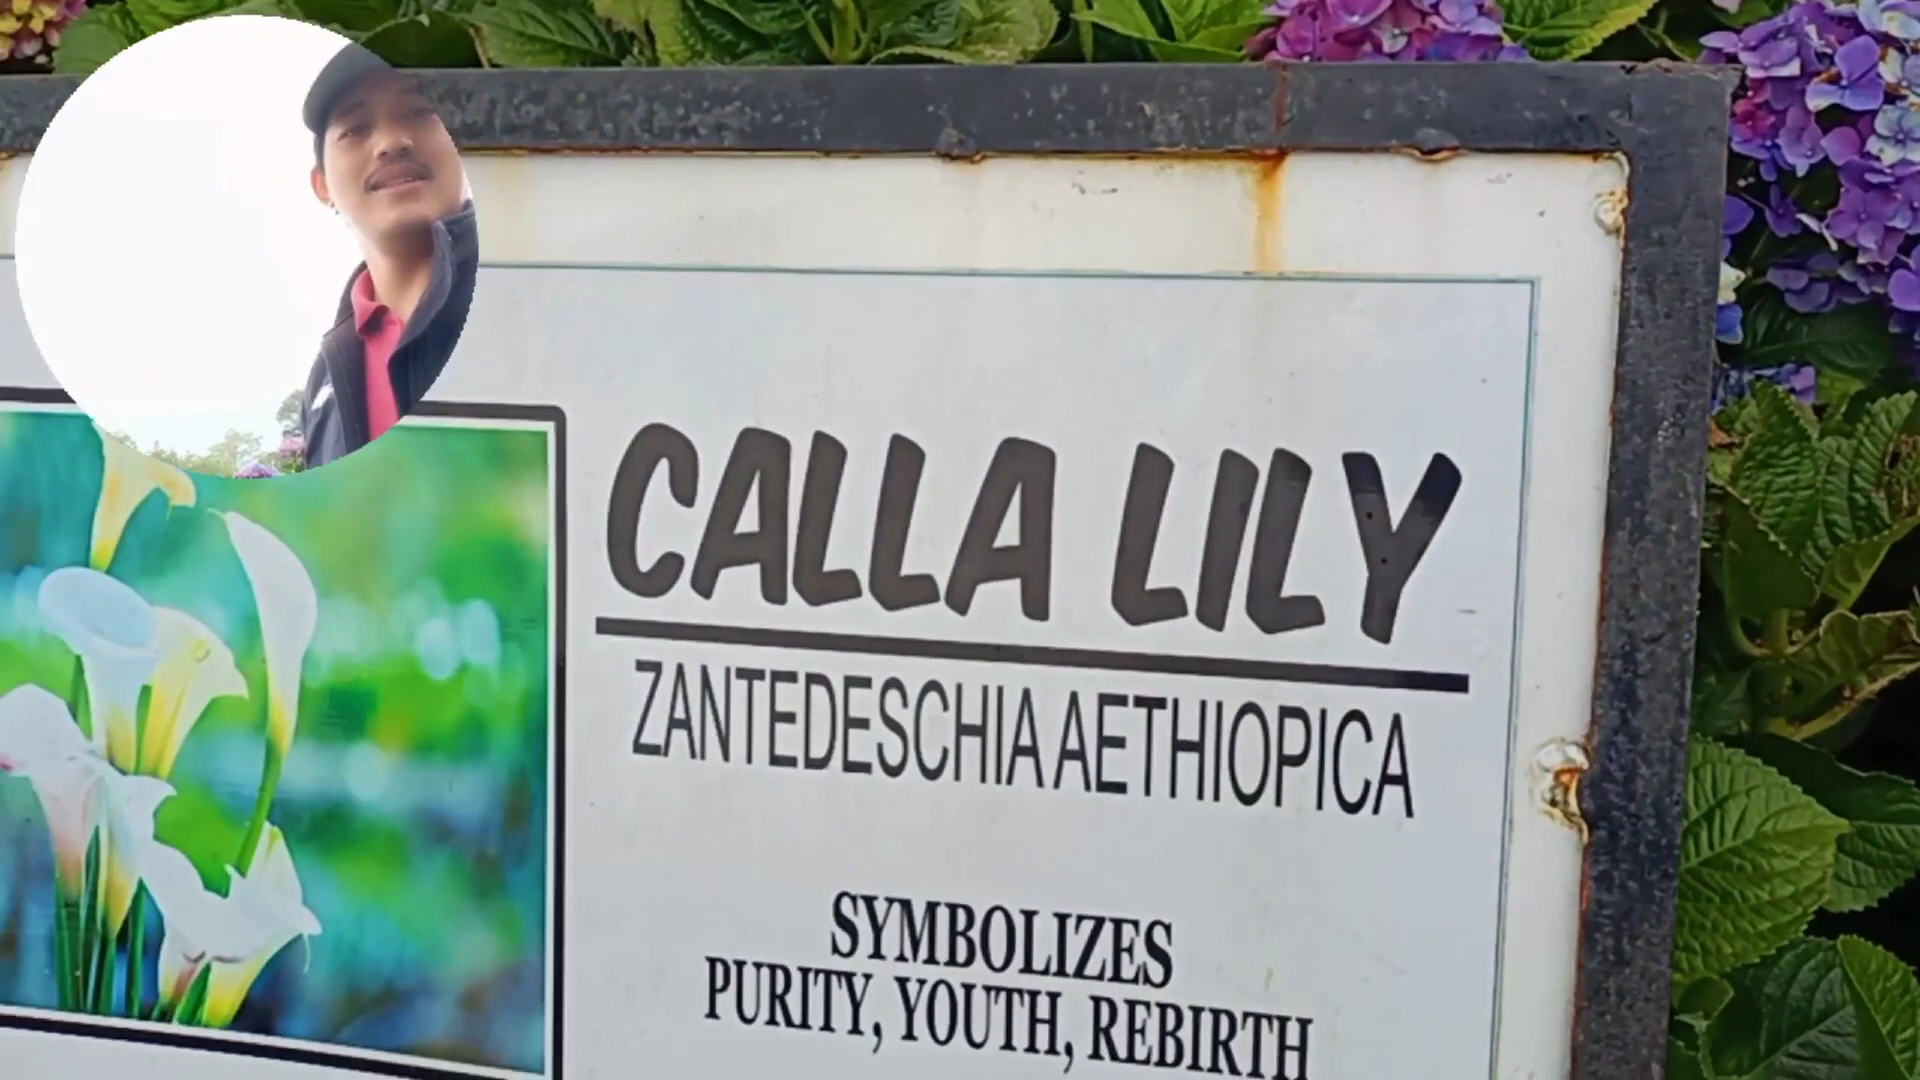 CALLA LILY
ZANTEDESCHIA AETHIOPICA
SYMBOLIZES
PURITY, YOUTH, REBIRTH